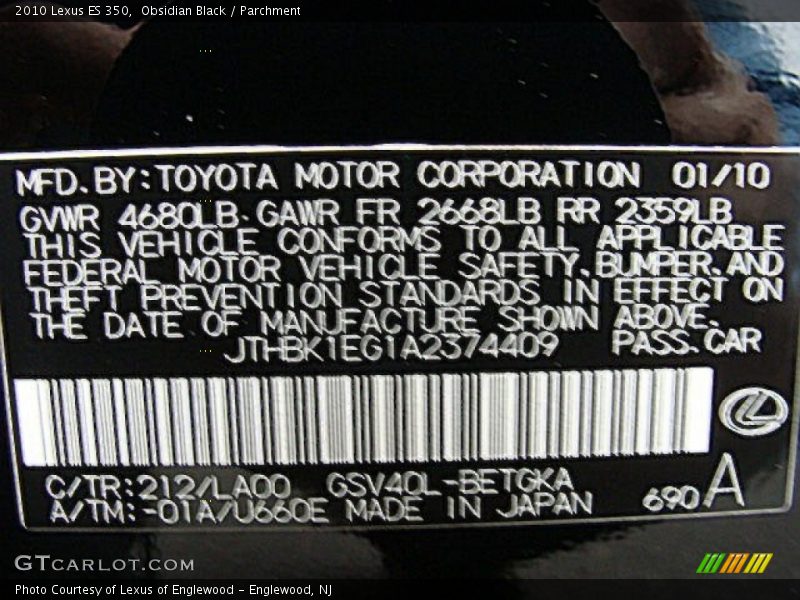 2010 Lexus ES 350,  Obsidian Black / Parchment
MFD. BY: TOYOTA MOTOR CORPORATION 01/10
GVWR 4680LB GAWR FR 2668LB RR 2359LB
THIS VEHICLE CONFORMS TO ALL APPLICABLE
FEDERAL MOTOR VEHICLE SAFETY, BUMPER, AND
THEFT PREVENTION STANDARDS IN EFFECT ON
THE DATE OF MANUFACTURE SHOWN ABOVE.
JTHBK1EG1A2374409 PASS. CAR
C/TR: 212/LA00 GSV40L-BETGKA
A/TM: -01A/U660E MADE IN JAPAN 690 A
GTCARLOT.COM
Photo Courtesy of Lexus of Englewood - Englewood, NJ